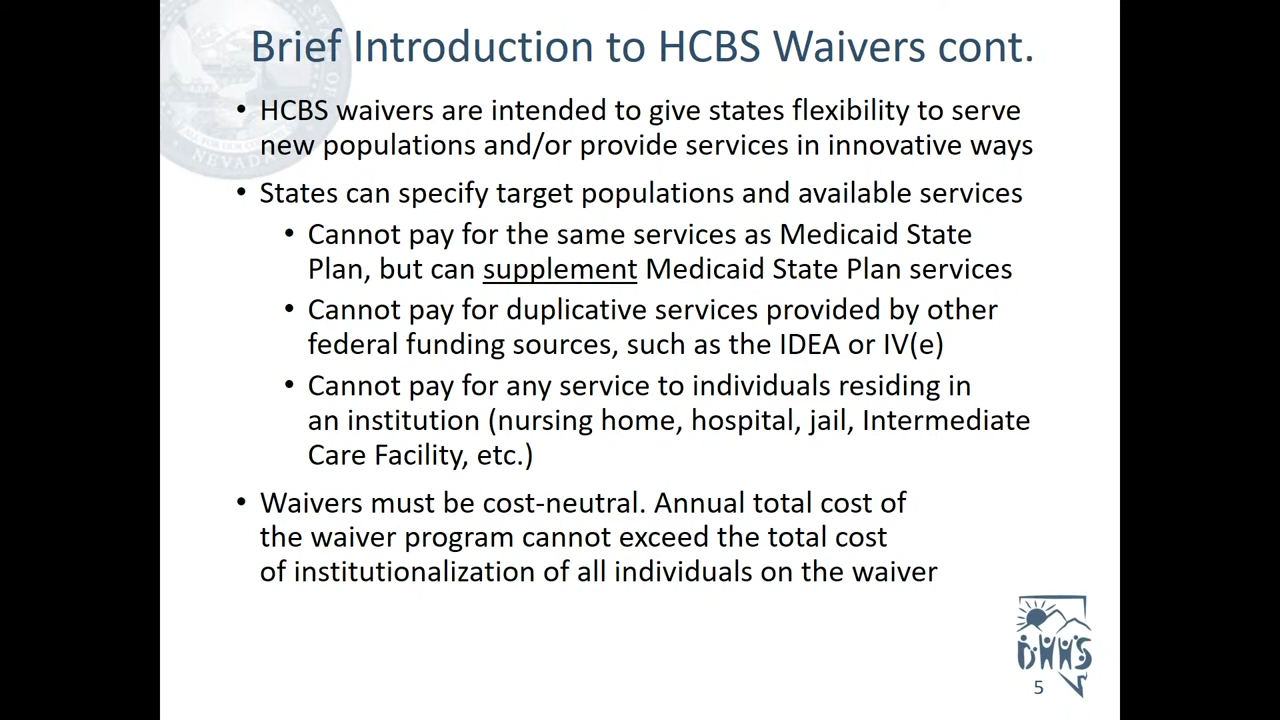 Brief Introduction to HCBS Waivers cont.
• HCBS waivers are intended to give states flexibility to serve
new populations and/or provide services in innovative ways
• States can specify target populations and available services
• Cannot pay for the same services as Medicaid State
Plan, but can supplement Medicaid State Plan services
• Cannot pay for duplicative services provided by other
federal funding sources, such as the IDEA or IV(e)
• Cannot pay for any service to individuals residing in
an institution (nursing home, hospital, jail, Intermediate
Care Facility, etc.)
• Waivers must be cost-neutral. Annual total cost of
the waiver program cannot exceed the total cost
of institutionalization of all individuals on the waiver
NEVADA
DHHS
5